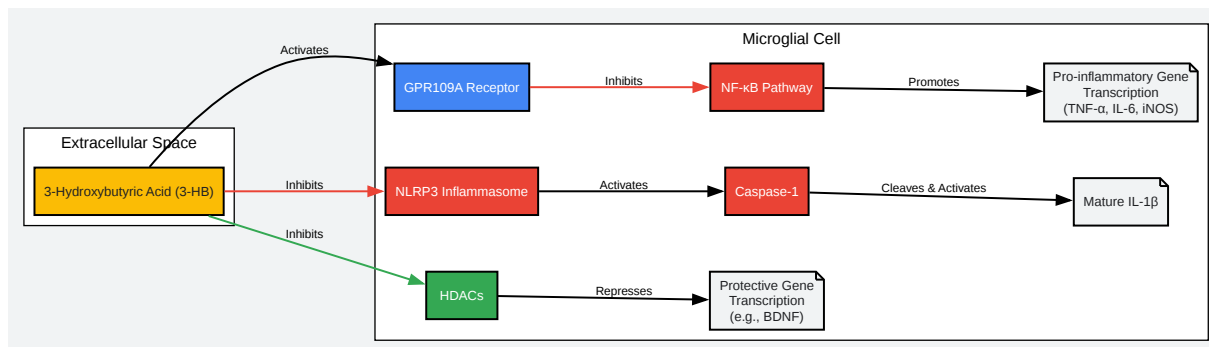 Microglial Cell
Activates
GPR109A Receptor
Inhibits
NF-κB Pathway
Promotes
Pro-inflammatory Gene
Transcription
(TNF-α, IL-6, iNOS)
Extracellular Space
3-Hydroxybutyric Acid (3-HB)
Inhibits
NLRP3 Inflammasome
Activates
Caspase-1
Cleaves & Activates
Mature IL-1β
Inhibits
HDACs
Represses
Protective Gene
Transcription
(e.g., BDNF)